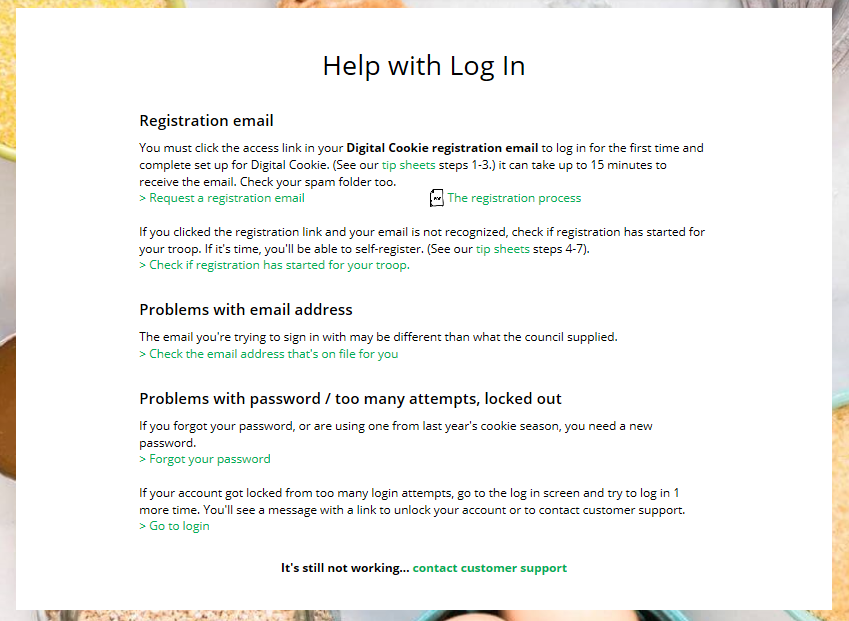 Help with Log In
Registration email
You must click the access link in your Digital Cookie registration email to log in for the first time and
complete set up for Digital Cookie. (See our tip sheets steps 1-3.) it can take up to 15 minutes to
receive the email. Check your spam folder too.
> Request a registration email
The registration process
If you clicked the registration link and your email is not recognized, check if registration has started for
your troop. If it's time, you'll be able to self-register. (See our tip sheets steps 4-7).
> Check if registration has started for your troop.
Problems with email address
The email you're trying to sign in with may be different than what the council supplied.
> Check the email address that's on file for you
Problems with password / too many attempts, locked out
If you forgot your password, or are using one from last year's cookie season, you need a new
password.
> Forgot your password
If your account got locked from too many login attempts, go to the log in screen and try to log in 1
more time. You'll see a message with a link to unlock your account or to contact customer support.
> Go to login
It's still not working... contact customer support